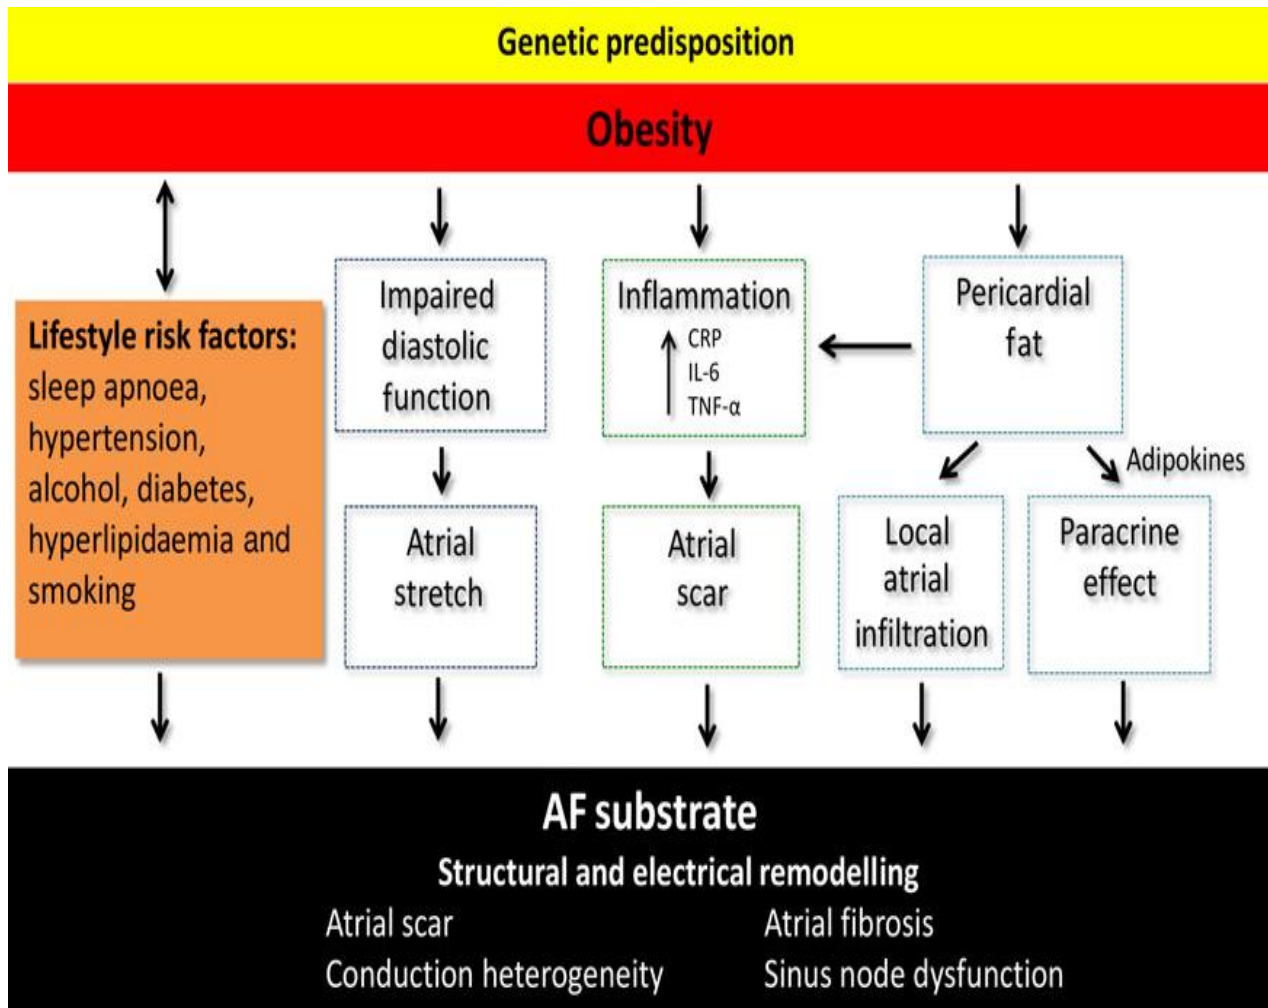 Genetic predisposition
Obesity
Lifestyle risk factors:
sleep apnoea,
hypertension,
alcohol, diabetes,
hyperlipidaemia and
smoking
Impaired
diastolic
function
Atrial
stretch
Inflammation
CRP
IL-6
TNF-α
Atrial
scar
Pericardial
fat
Adipokines
Local
atrial
infiltration
Paracrine
effect
AF substrate
Structural and electrical remodelling
Atrial scar
Atrial fibrosis
Conduction heterogeneity
Sinus node dysfunction